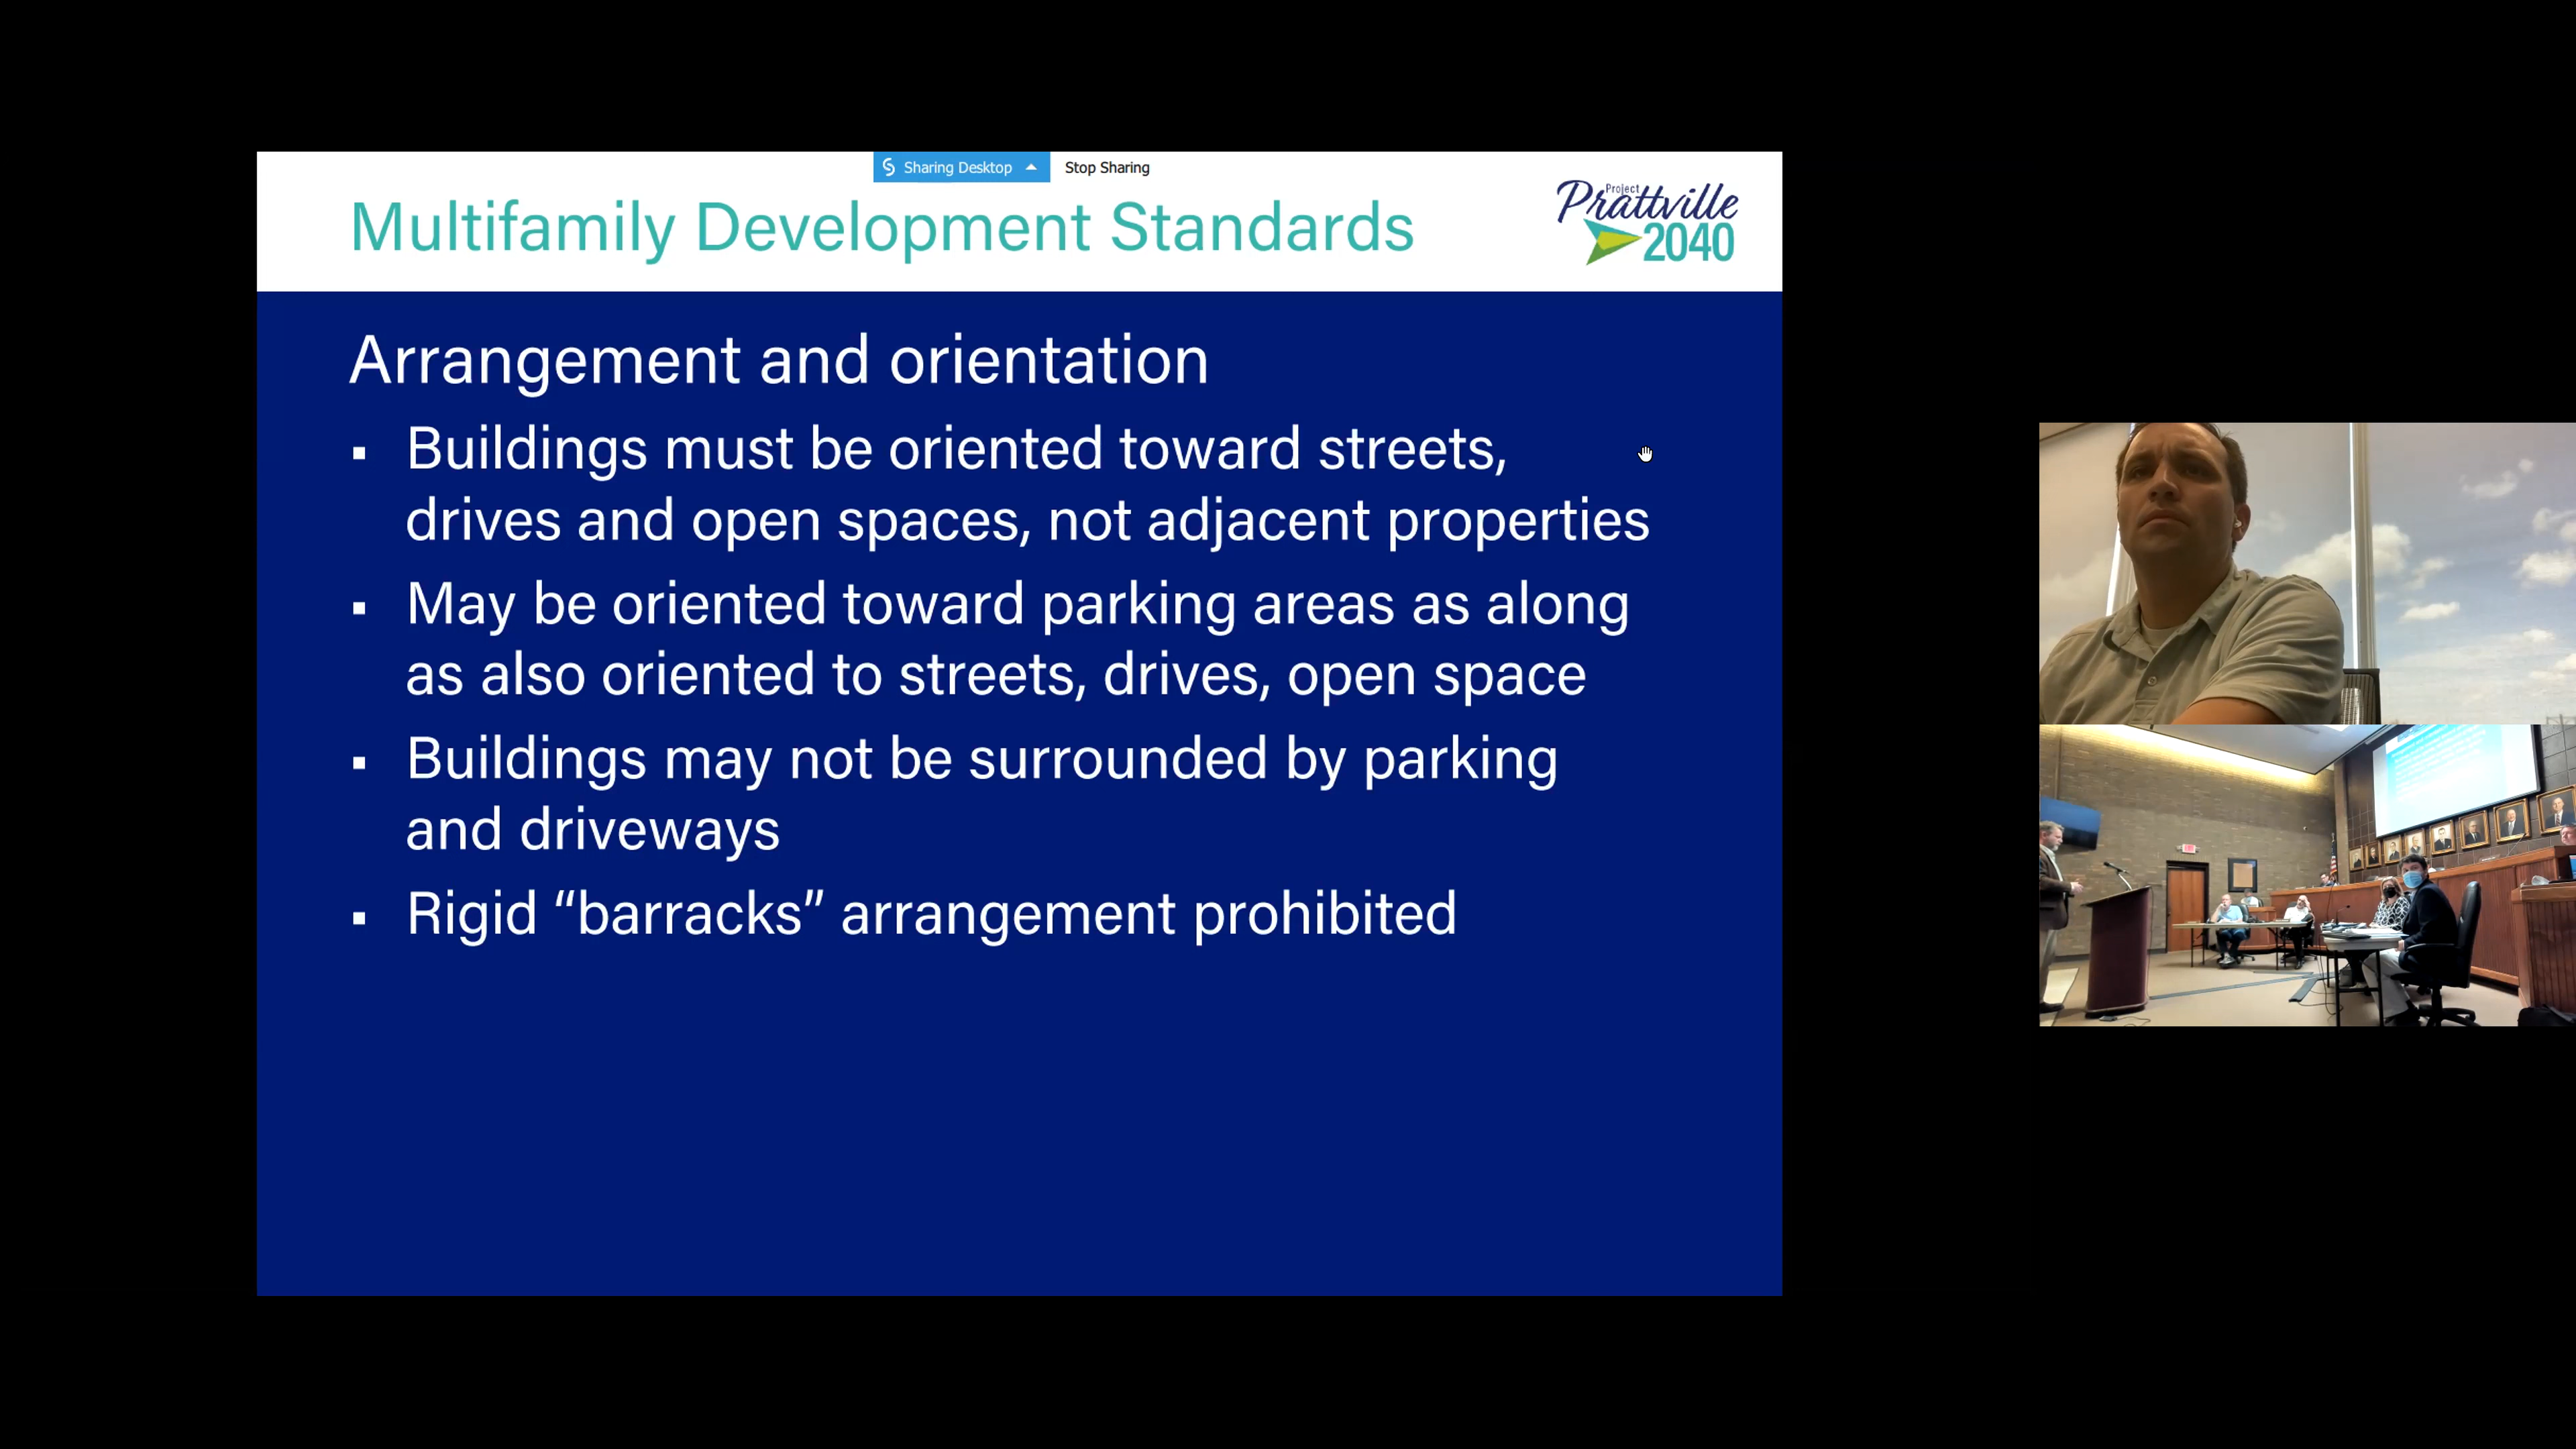 Sharing Desktop Stop Sharing
Multifamily Development Standards
Project
Prattville
2040
Arrangement and orientation
▪ Buildings must be oriented toward streets,
drives and open spaces, not adjacent properties
▪ May be oriented toward parking areas as along
as also oriented to streets, drives, open space
▪ Buildings may not be surrounded by parking
and driveways
▪ Rigid “barracks” arrangement prohibited